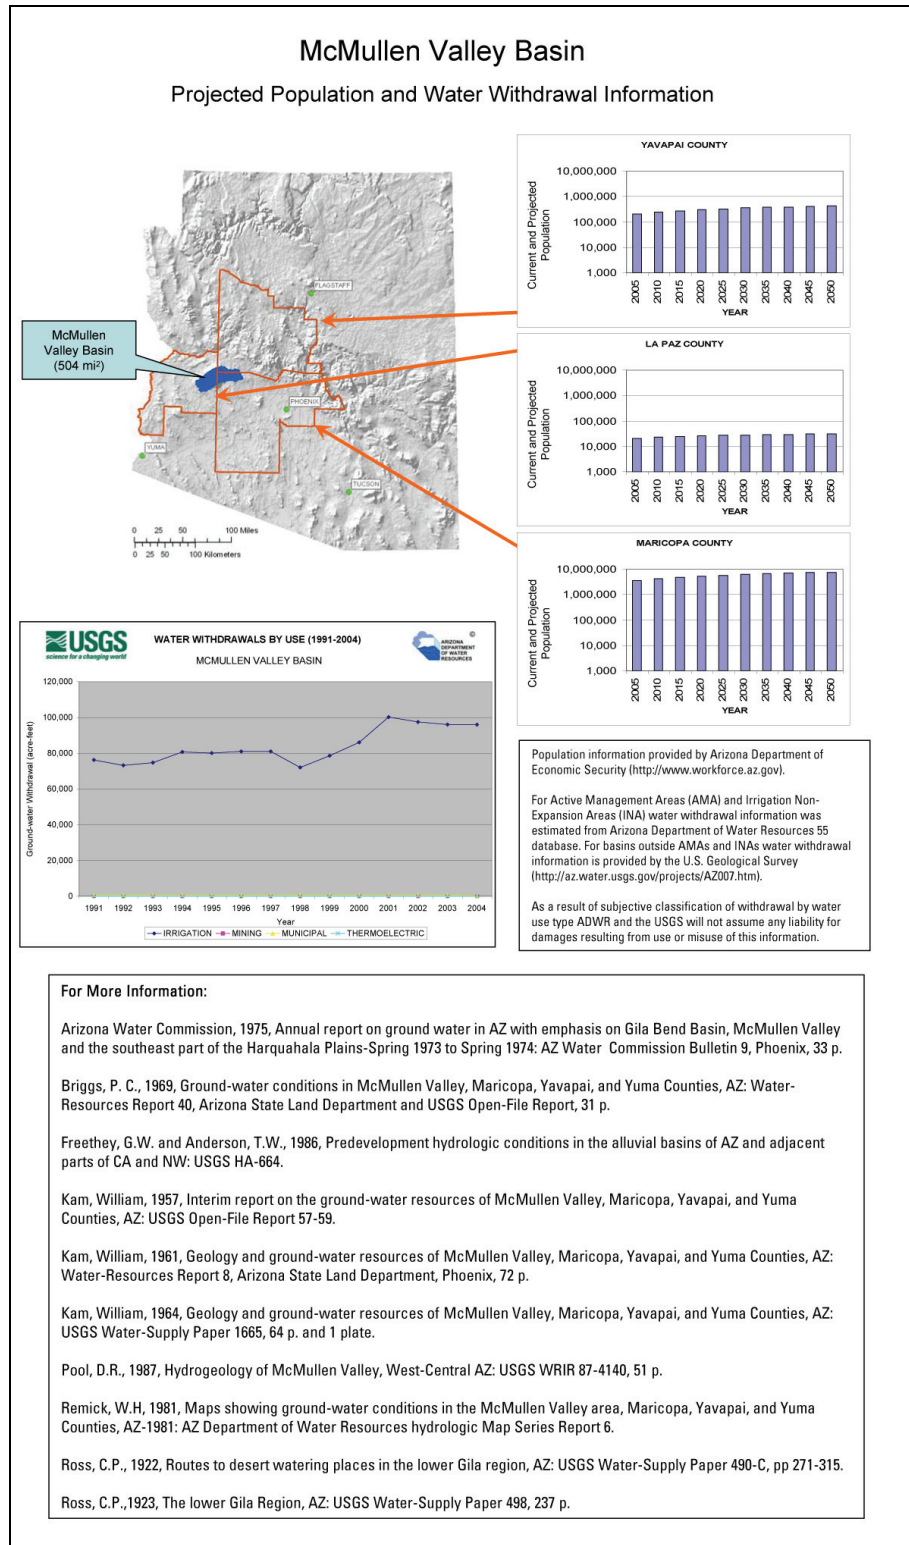 McMullen Valley Basin
Projected Population and Water Withdrawal Information
McMullen
Valley Basin
(504 mi²)
FLAGSTAFF
PHOENIX
YUMA
TUCSON
0 25 50 100 Miles
0 25 50 100 Kilometers
YAVAPAI COUNTY
Current and Projected
Population
10,000,000
1,000,000
100,000
10,000
1,000
2005 2010 2015 2020 2025 2030 2035 2040 2045 2050
YEAR
LA PAZ COUNTY
Current and Projected
Population
10,000,000
1,000,000
100,000
10,000
1,000
2005 2010 2015 2020 2025 2030 2035 2040 2045 2050
YEAR
MARICOPA COUNTY
Current and Projected
Population
10,000,000
1,000,000
100,000
10,000
1,000
2005 2010 2015 2020 2025 2030 2035 2040 2045 2050
YEAR
USGS
science for a changing world
WATER WITHDRAWALS BY USE (1991-2004)
MCMULLEN VALLEY BASIN
©
ARIZONA
DEPARTMENT
OF WATER
RESOURCES
Ground-water Withdrawal (acre-feet)
120,000
100,000
80,000
60,000
40,000
20,000
0
1991 1992 1993 1994 1995 1996 1997 1998 1999 2000 2001 2002 2003 2004
Year
IRRIGATION MINING MUNICIPAL THERMOELECTRIC
Population information provided by Arizona Department of
Economic Security (http://www.workforce.az.gov).
For Active Management Areas (AMA) and Irrigation Non-
Expansion Areas (INA) water withdrawal information was
estimated from Arizona Department of Water Resources 55
database. For basins outside AMAs and INAs water withdrawal
information is provided by the U.S. Geological Survey
(http://az.water.usgs.gov/projects/AZ007.htm).
As a result of subjective classification of withdrawal by water
use type ADWR and the USGS will not assume any liability for
damages resulting from use or misuse of this information.
For More Information:
Arizona Water Commission, 1975, Annual report on ground water in AZ with emphasis on Gila Bend Basin, McMullen Valley
and the southeast part of the Harquahala Plains-Spring 1973 to Spring 1974: AZ Water Commission Bulletin 9, Phoenix, 33 p.
Briggs, P. C., 1969, Ground-water conditions in McMullen Valley, Maricopa, Yavapai, and Yuma Counties, AZ: Water-
Resources Report 40, Arizona State Land Department and USGS Open-File Report, 31 p.
Freethey, G.W. and Anderson, T.W., 1986, Predevelopment hydrologic conditions in the alluvial basins of AZ and adjacent
parts of CA and NW: USGS HA-664.
Kam, William, 1957, Interim report on the ground-water resources of McMullen Valley, Maricopa, Yavapai, and Yuma
Counties, AZ: USGS Open-File Report 57-59.
Kam, William, 1961, Geology and ground-water resources of McMullen Valley, Maricopa, Yavapai, and Yuma Counties, AZ:
Water-Resources Report 8, Arizona State Land Department, Phoenix, 72 p.
Kam, William, 1964, Geology and ground-water resources of McMullen Valley, Maricopa, Yavapai, and Yuma Counties, AZ:
USGS Water-Supply Paper 1665, 64 p. and 1 plate.
Pool, D.R., 1987, Hydrogeology of McMullen Valley, West-Central AZ: USGS WRIR 87-4140, 51 p.
Remick, W.H, 1981, Maps showing ground-water conditions in the McMullen Valley area, Maricopa, Yavapai, and Yuma
Counties, AZ-1981: AZ Department of Water Resources hydrologic Map Series Report 6.
Ross, C.P., 1922, Routes to desert watering places in the lower Gila region, AZ: USGS Water-Supply Paper 490-C, pp 271-315.
Ross, C.P.,1923, The lower Gila Region, AZ: USGS Water-Supply Paper 498, 237 p.